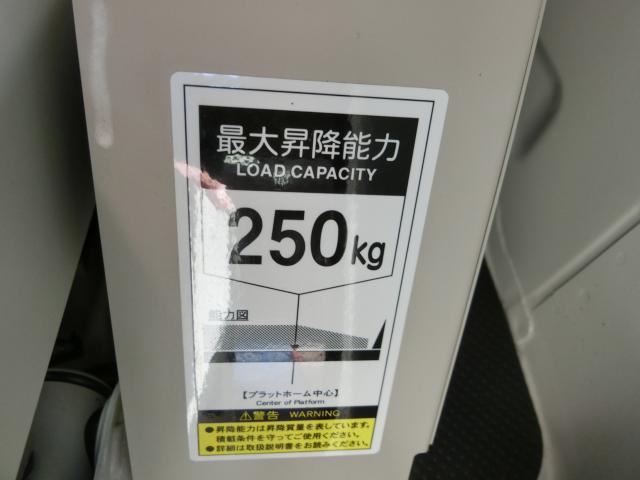 最大昇降能力
LOAD CAPACITY
250kg
能力図
【プラットホーム中心】
Center of Platform
⚠警告 WARNING
●昇降能力は昇降質量を表しています。
積載条件を守ってご使用ください。
●詳細は取扱説明書をお読みください。